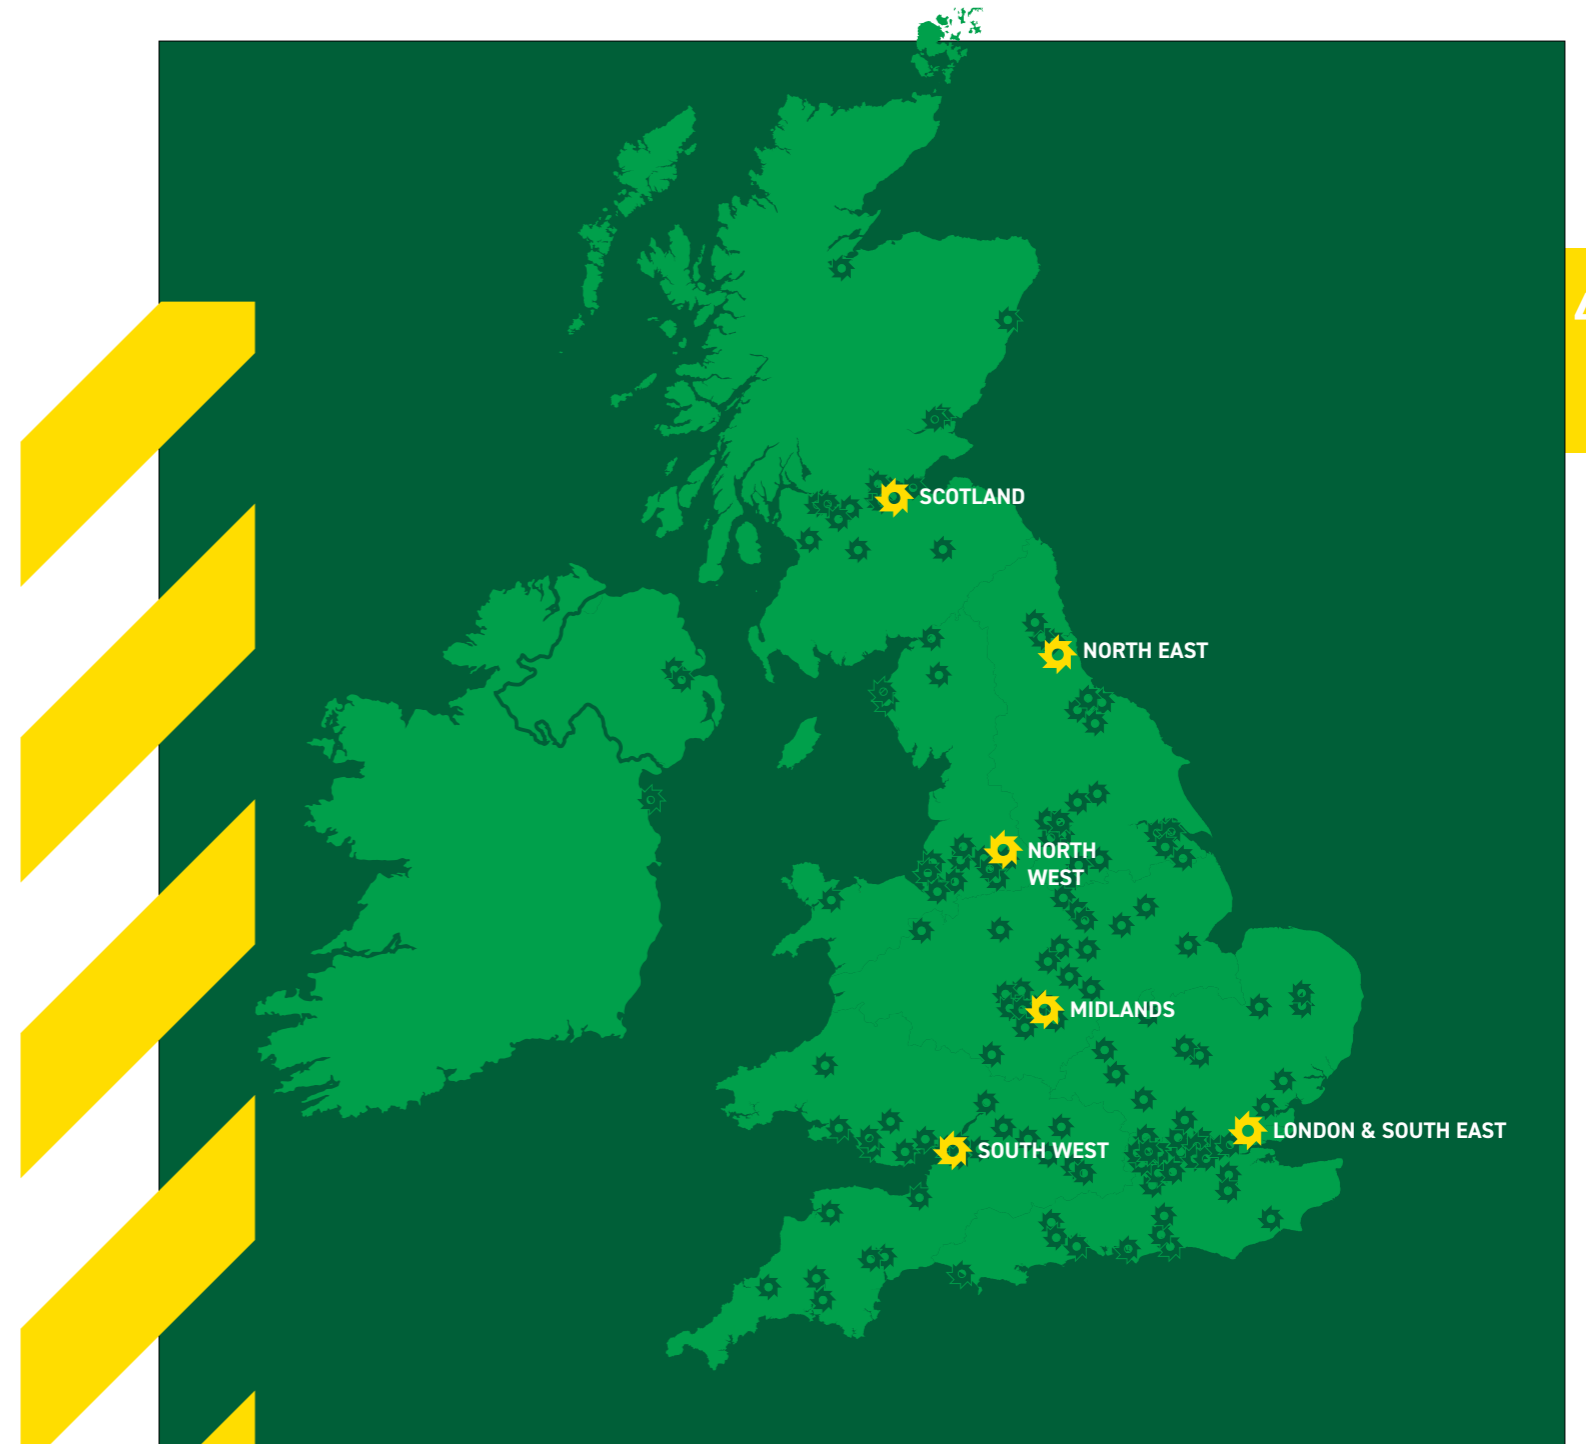 SCOTLAND
NORTH EAST
NORTH
WEST
MIDLANDS
LONDON & SOUTH EAST
SOUTH WEST